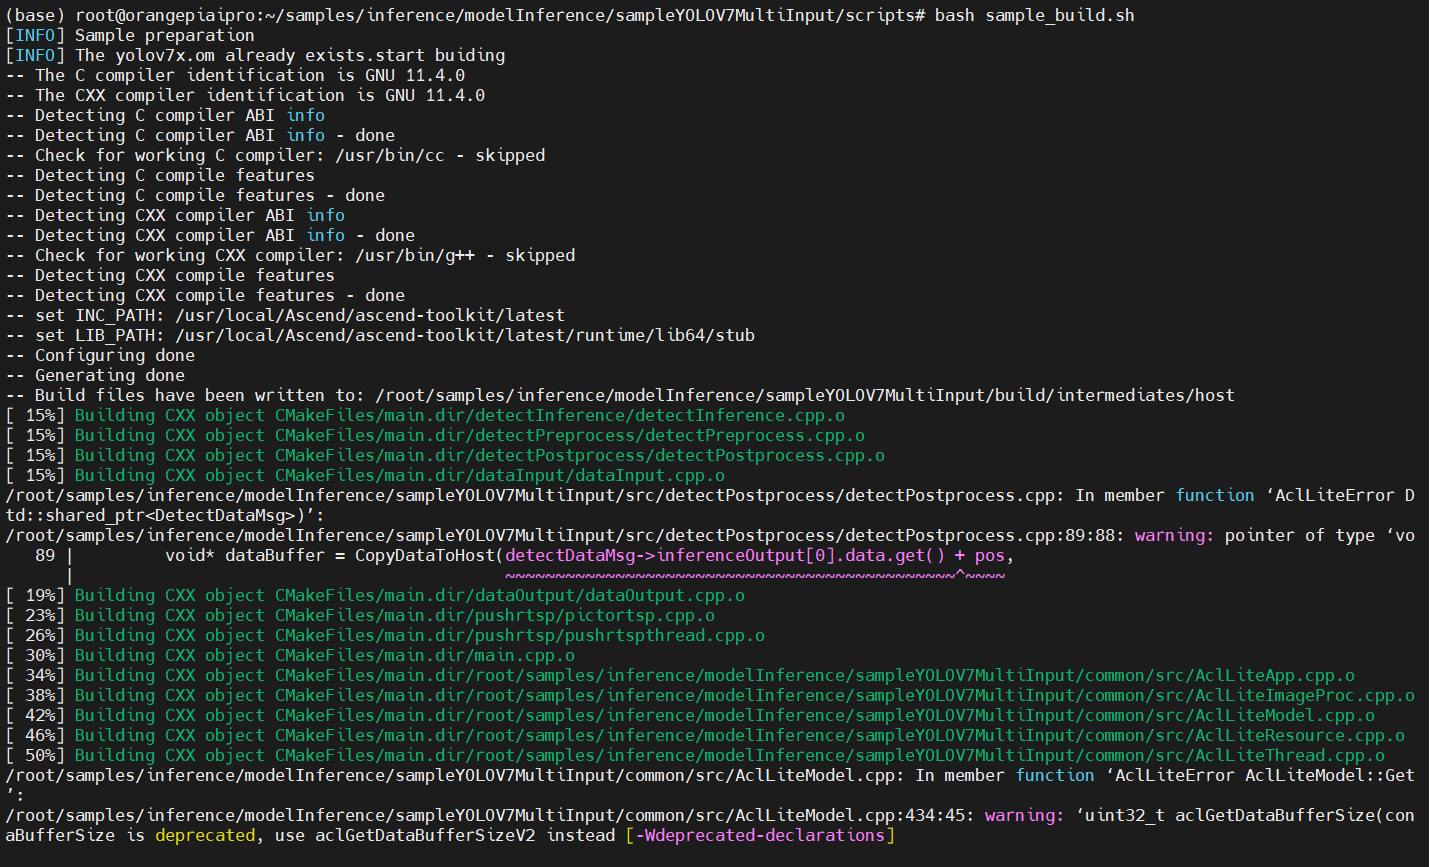 (base) root@orangepiaipro:~/samples/inference/modelInference/sampleYOLOV7MultiInput/scripts# bash sample_build.sh
[INFO] Sample preparation
[INFO] The yolov7x.om already exists.start buiding
-- The C compiler identification is GNU 11.4.0
-- The CXX compiler identification is GNU 11.4.0
-- Detecting C compiler ABI info
-- Detecting C compiler ABI info - done
-- Check for working C compiler: /usr/bin/cc - skipped
-- Detecting C compile features
-- Detecting C compile features - done
-- Detecting CXX compiler ABI info
-- Detecting CXX compiler ABI info - done
-- Check for working CXX compiler: /usr/bin/g++ - skipped
-- Detecting CXX compile features
-- Detecting CXX compile features - done
-- set INC_PATH: /usr/local/Ascend/ascend-toolkit/latest
-- set LIB_PATH: /usr/local/Ascend/ascend-toolkit/latest/runtime/lib64/stub
-- Configuring done
-- Generating done
-- Build files have been written to: /root/samples/inference/modelInference/sampleYOLOV7MultiInput/build/intermediates/host
[ 15%] Building CXX object CMakeFiles/main.dir/detectInference/detectInference.cpp.o
[ 15%] Building CXX object CMakeFiles/main.dir/detectPreprocess/detectPreprocess.cpp.o
[ 15%] Building CXX object CMakeFiles/main.dir/detectPostprocess/detectPostprocess.cpp.o
[ 15%] Building CXX object CMakeFiles/main.dir/dataInput/dataInput.cpp.o
/root/samples/inference/modelInference/sampleYOLOV7MultiInput/src/detectPostprocess/detectPostprocess.cpp: In member function ‘AclLiteError D
td::shared_ptr<DetectDataMsg>)’:
/root/samples/inference/modelInference/sampleYOLOV7MultiInput/src/detectPostprocess/detectPostprocess.cpp:89:88: warning: pointer of type ‘vo
   89 |         void* dataBuffer = CopyDataToHost(detectDataMsg->inferenceOutput[0].data.get() + pos,
      |                                           ~~~~~~~~~~~~~~~~~~~~~~~~~~~~~~~~~~~~~~~~~~~~~^~~~~
[ 19%] Building CXX object CMakeFiles/main.dir/dataOutput/dataOutput.cpp.o
[ 23%] Building CXX object CMakeFiles/main.dir/pushrtsp/pictortsp.cpp.o
[ 26%] Building CXX object CMakeFiles/main.dir/pushrtsp/pushrtspthread.cpp.o
[ 30%] Building CXX object CMakeFiles/main.dir/main.cpp.o
[ 34%] Building CXX object CMakeFiles/main.dir/root/samples/inference/modelInference/sampleYOLOV7MultiInput/common/src/AclLiteApp.cpp.o
[ 38%] Building CXX object CMakeFiles/main.dir/root/samples/inference/modelInference/sampleYOLOV7MultiInput/common/src/AclLiteImageProc.cpp.o
[ 42%] Building CXX object CMakeFiles/main.dir/root/samples/inference/modelInference/sampleYOLOV7MultiInput/common/src/AclLiteModel.cpp.o
[ 46%] Building CXX object CMakeFiles/main.dir/root/samples/inference/modelInference/sampleYOLOV7MultiInput/common/src/AclLiteResource.cpp.o
[ 50%] Building CXX object CMakeFiles/main.dir/root/samples/inference/modelInference/sampleYOLOV7MultiInput/common/src/AclLiteThread.cpp.o
/root/samples/inference/modelInference/sampleYOLOV7MultiInput/common/src/AclLiteModel.cpp: In member function ‘AclLiteError AclLiteModel::Get
’:
/root/samples/inference/modelInference/sampleYOLOV7MultiInput/common/src/AclLiteModel.cpp:434:45: warning: ‘uint32_t aclGetDataBufferSize(con
aBufferSize is deprecated, use aclGetDataBufferSizeV2 instead [-Wdeprecated-declarations]